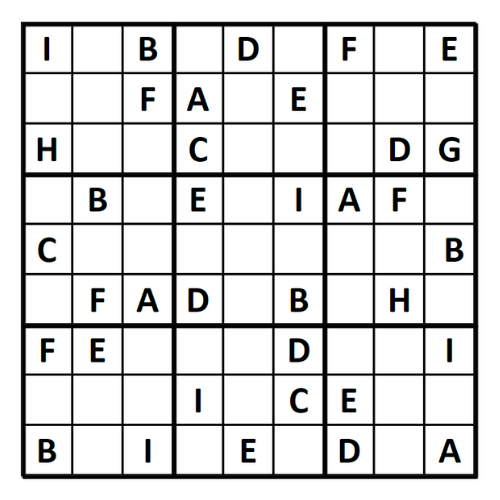 I B D F E
F A E
H C D G
B E I A F
C B
F A D B H
F E D I
I C E
B I E D A